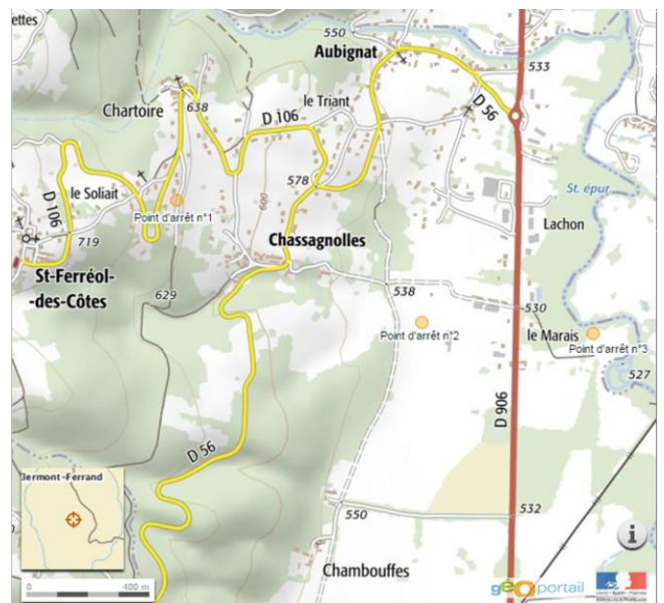 ettes
550
Aubignat
533
Chartoire
638
le Triant
D 106
D 56
578
600
D 106
le Soliait
Point d'arrêt n°1
St. épur
Lachon
719
St-Ferréol-
-des-Côtes
Chassagnolles
629
538
530
Point d'arrêt n°2
le Marais
Point d'arrêt n°3
527
D 906
D 56
lermont-Ferrand
550
532
Chambouffes
i
0
400 m
géoportail